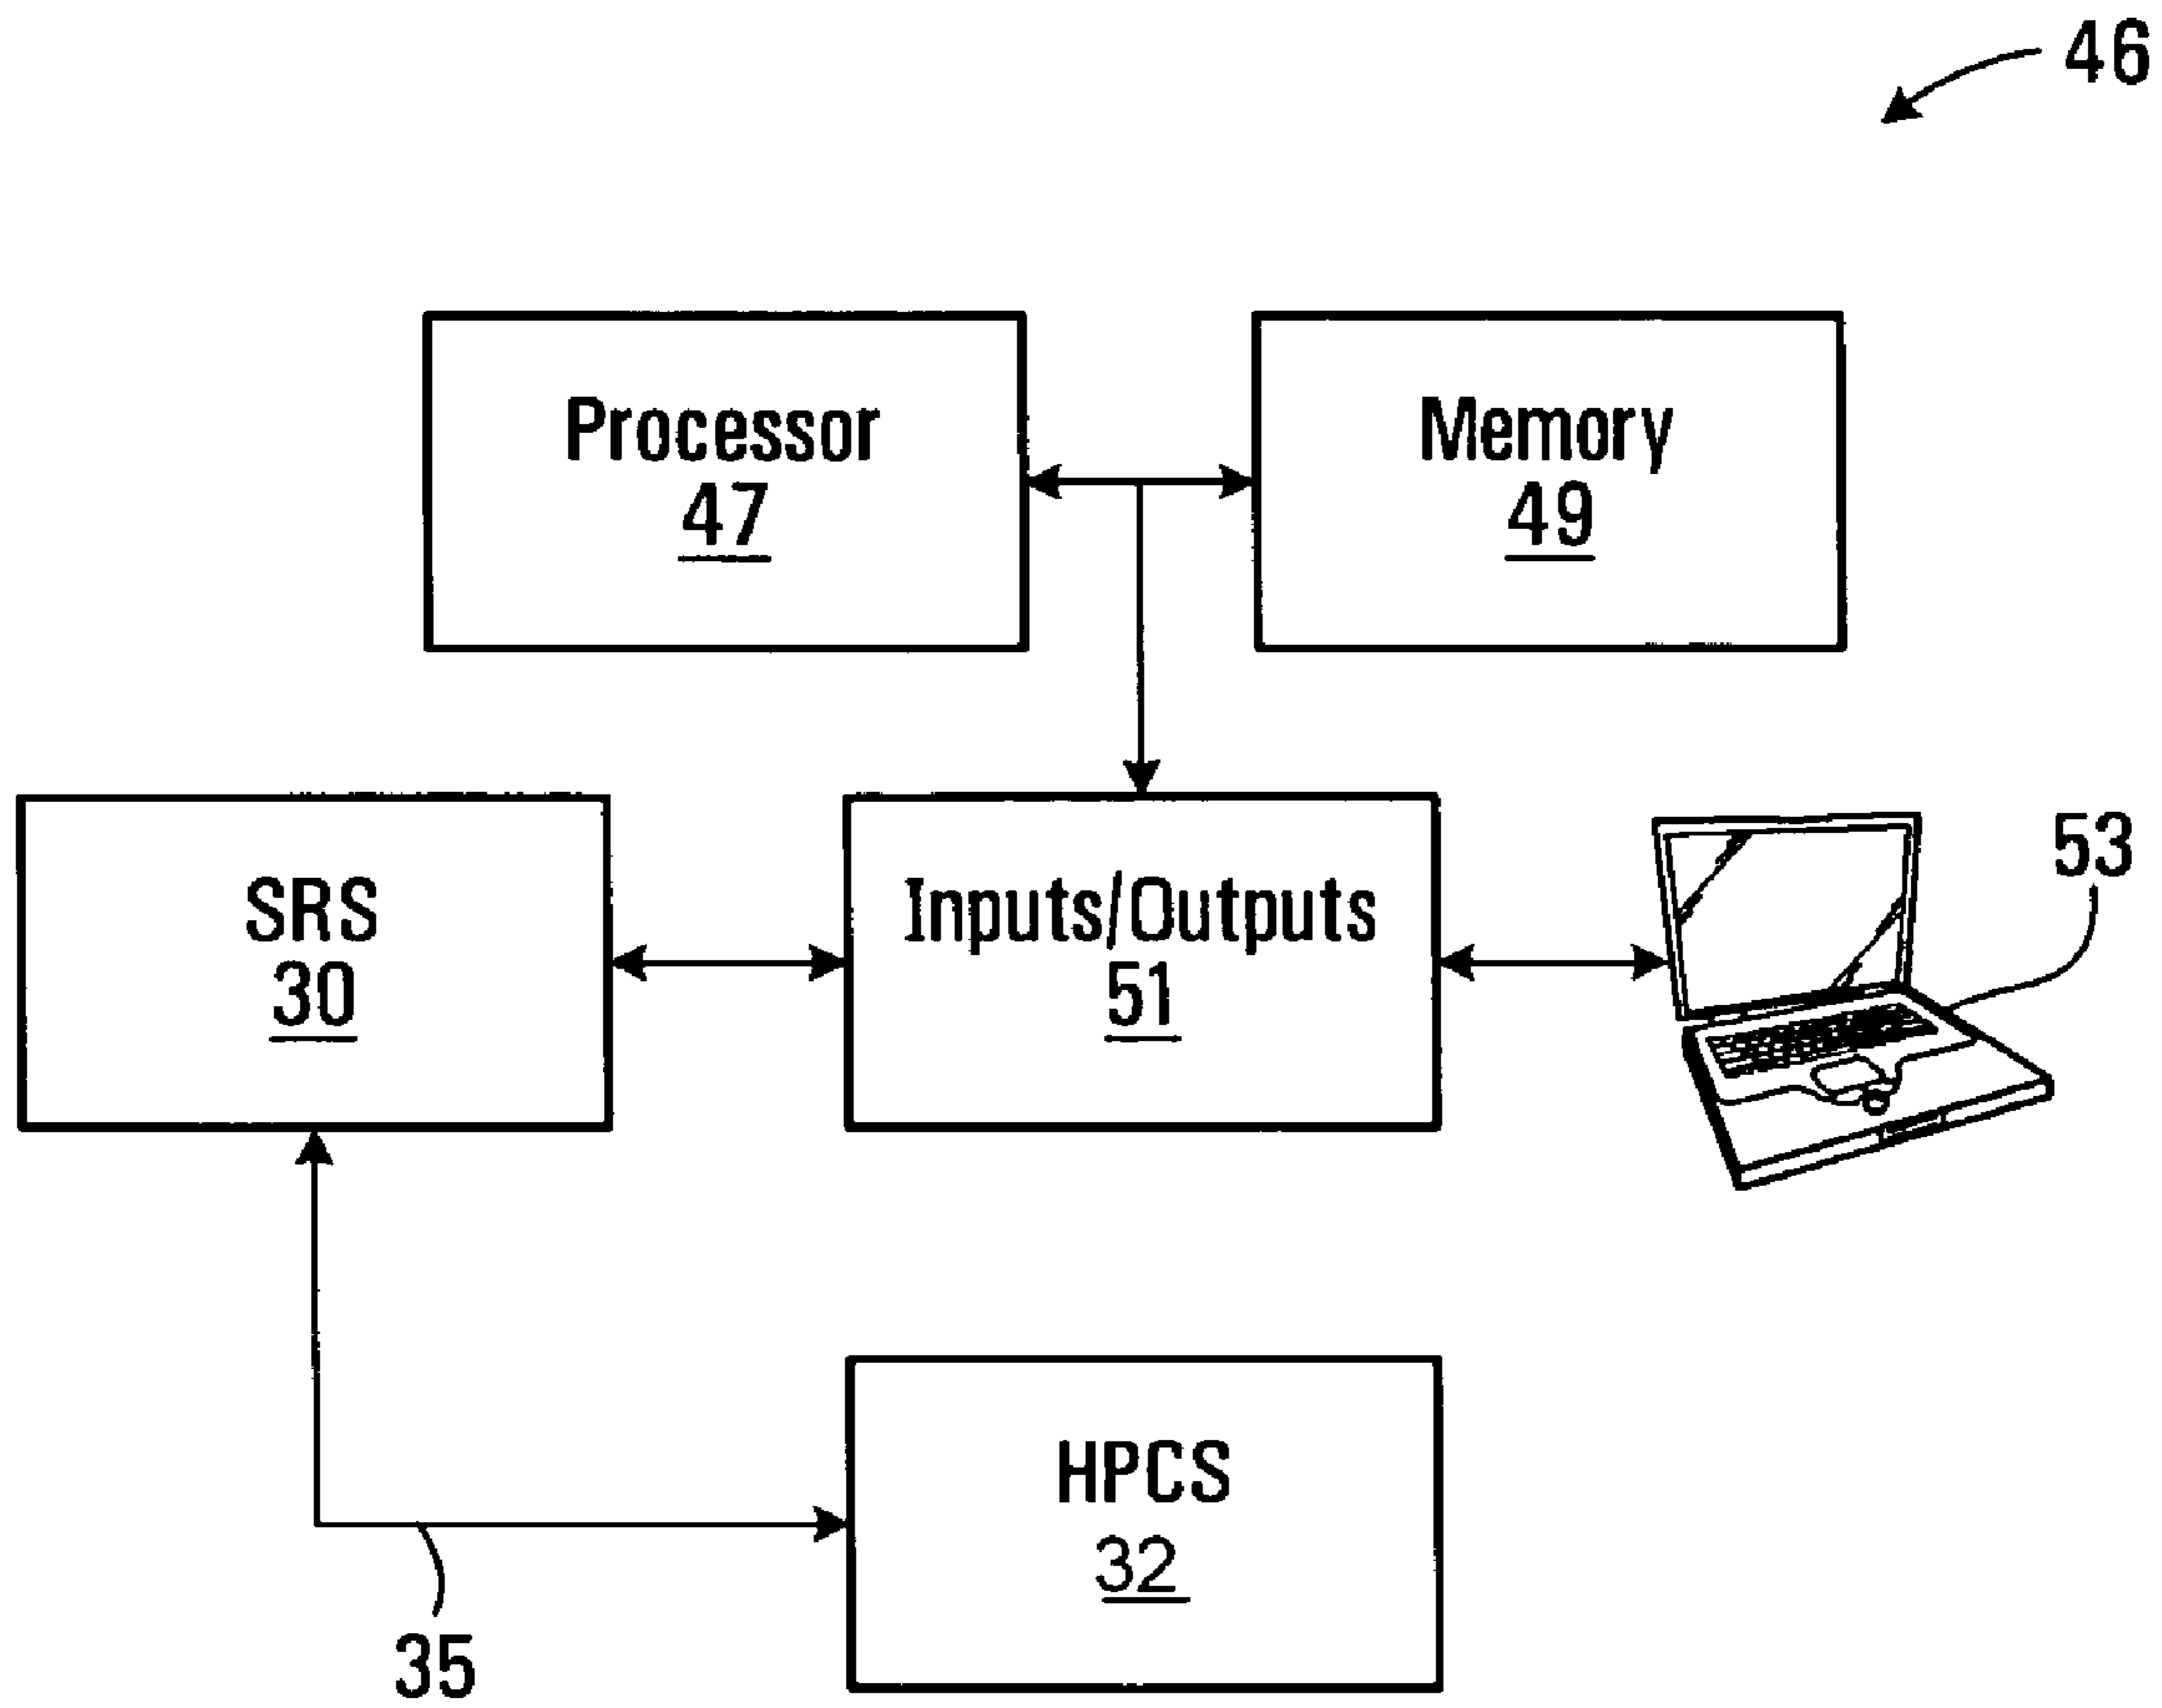 46
Processor
47
Memory
49
SRS
30
Inputs/Outputs
51
53
HPCS
32
35